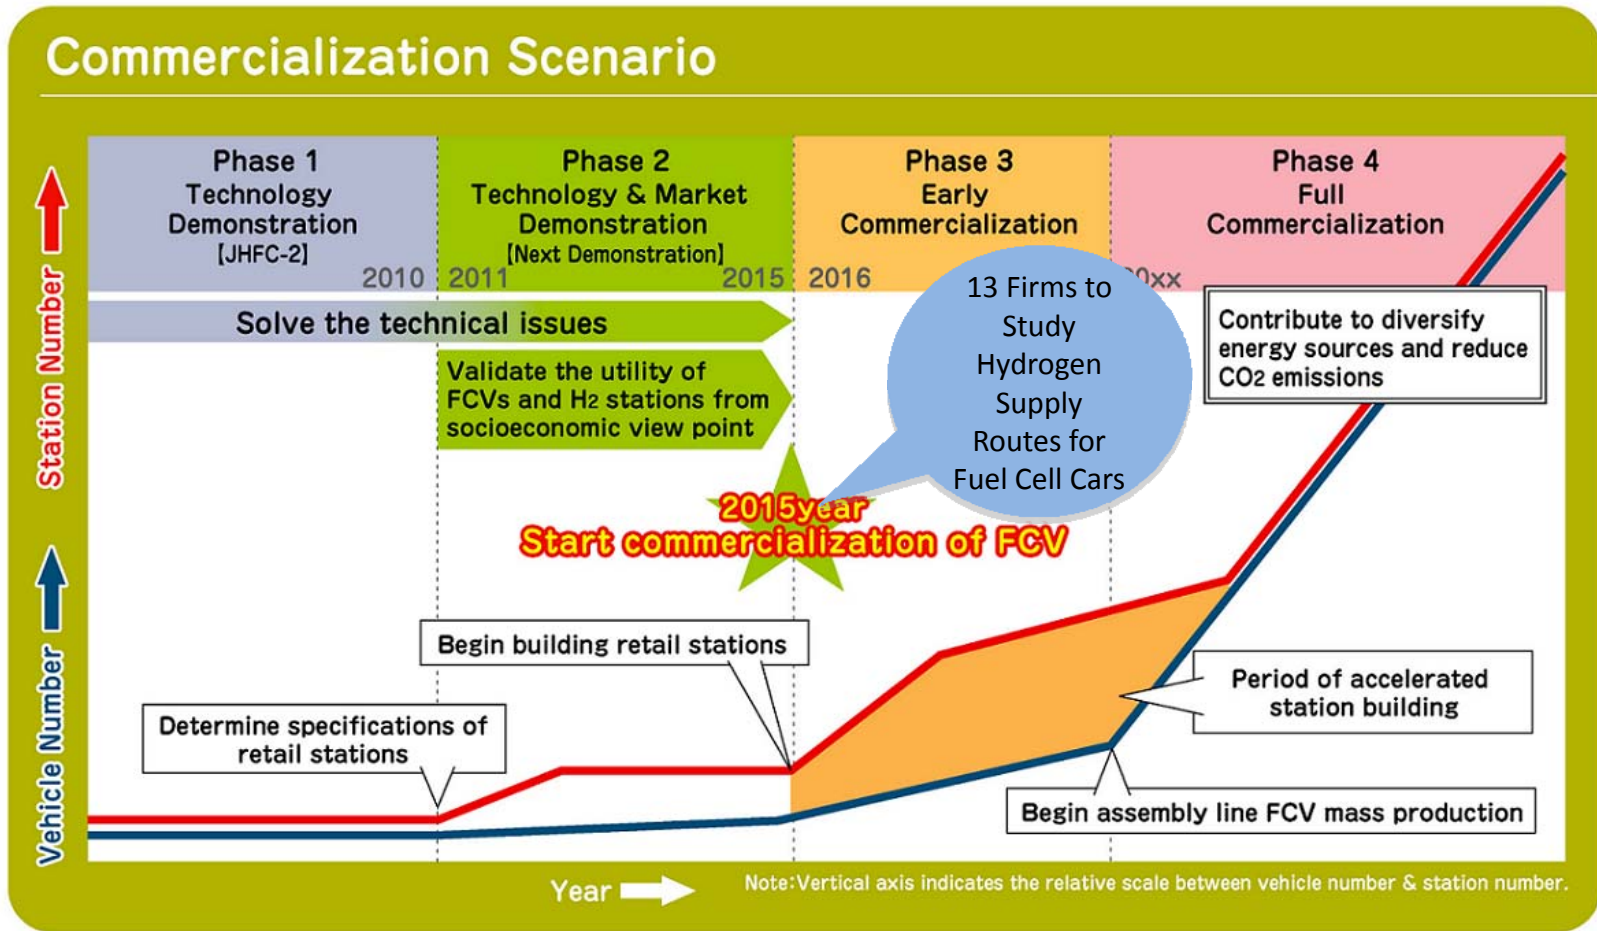 Commercialization Scenario
Phase 1
Technology
Demonstration
【JHFC-2】
2010
Phase 2
Technology & Market
Demonstration
【Next Demonstration】
2011
2015
Phase 3
Early
Commercialization
2016
Phase 4
Full
Commercialization
Solve the technical issues
Validate the utility of
FCVs and H2 stations from
socioeconomic view point
13 Firms to
Study
Hydrogen
Supply
Routes for
Fuel Cell Cars
Contribute to diversify
energy sources and reduce
CO2 emissions
2015year
Start commercialization of FCV
Station Number
Vehicle Number
Begin building retail stations
Determine specifications of
retail stations
Period of accelerated
station building
Begin assembly line FCV mass production
Year
Note:Vertical axis indicates the relative scale between vehicle number & station number.